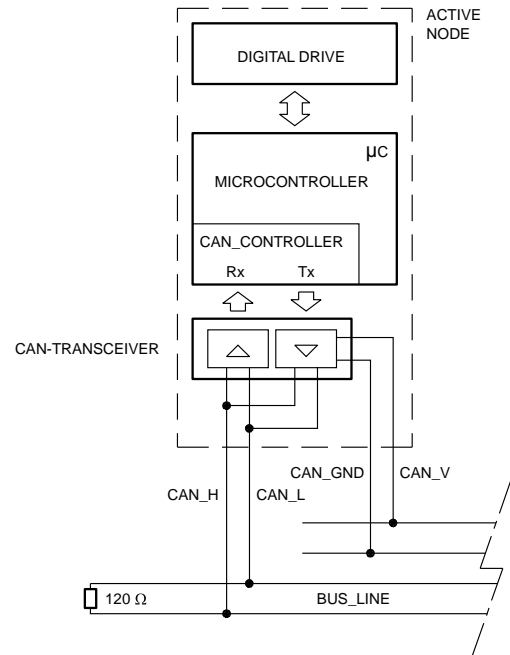 ACTIVE
NODE
DIGITAL DRIVE
µC
MICROCONTROLLER
CAN_CONTROLLER
Rx Tx
CAN-TRANSCEIVER
CAN_GND CAN_V
CAN_H CAN_L
120 Ω BUS_LINE